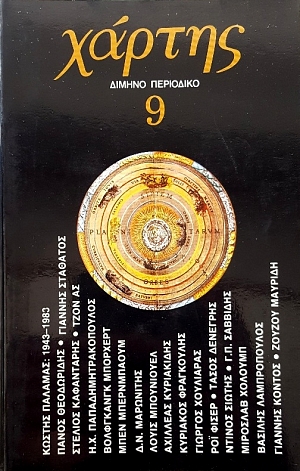 χάρτης
ΔΙΜΗΝΟ ΠΕΡΙΟΔΙΚΟ
9
ΚΩΣΤΗΣ ΠΑΛΑΜΑΣ: 1943-1983
ΠΑΝΟΣ ΘΕΟΔΩΡΙΔΗΣ · ΓΙΑΝΝΗΣ ΣΤΑΘΑΤΟΣ
ΣΤΕΛΙΟΣ ΚΑΦΑΝΤΑΡΗΣ · ΤΖΟΝ ΑΣ
Η.Χ. ΠΑΠΑΔΗΜΗΤΡΑΚΟΠΟΥΛΟΣ
ΒΟΛΦΓΚΑΝΓΚ ΜΠΟΡΧΕΡΤ
ΜΠΕΝ ΜΠΕΡΝΜΠΑΟΥΜ
Δ.Ν. ΜΑΡΩΝΙΤΗΣ
ΛΟΥΙΣ ΜΠΟΥΝΙΟΥΕΛ
ΑΧΙΛΛΕΑΣ ΚΥΡΙΑΚΙΔΗΣ
ΚΥΡΙΑΚΟΣ ΦΡΑΓΚΟΥΛΗΣ
ΓΙΩΡΓΟΣ ΧΟΥΛΙΑΡΑΣ
ΡΟΪ ΦΙΣΕΡ · ΤΑΣΟΣ ΔΕΝΕΓΡΗΣ
ΝΤΙΝΟΣ ΣΙΩΤΗΣ · Γ.Π. ΣΑΒΒΙΔΗΣ
ΜΙΡΟΣΛΑΒ ΧΟΛΟΥΜΠ
ΒΑΣΙΛΗΣ ΛΑΜΠΡΟΠΟΥΛΟΣ
ΓΙΑΝΝΗΣ ΚΟΝΤΟΣ · ΖΟΥΖΟΥ ΜΑΥΡΙΔΗ